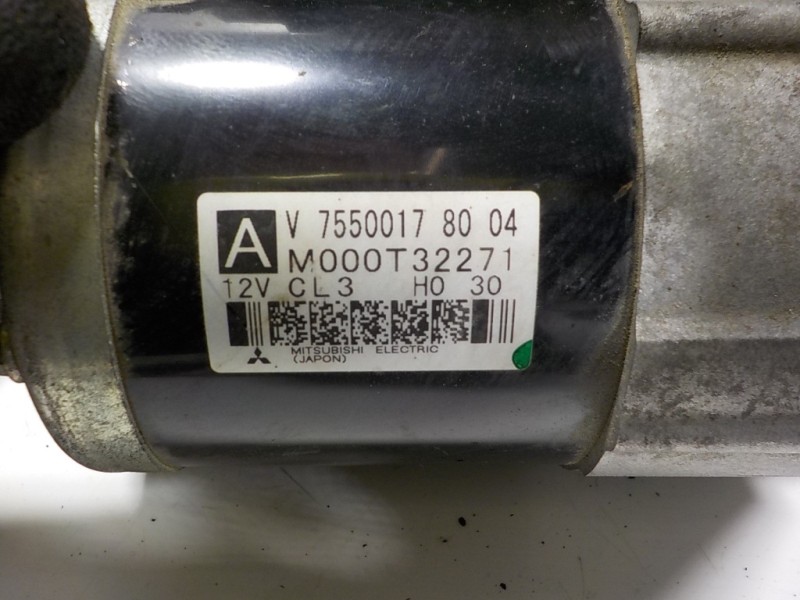 A
V 7550017 80 04
M000T32271
12V CL3 H0 30
MITSUBISHI ELECTRIC
(JAPON)